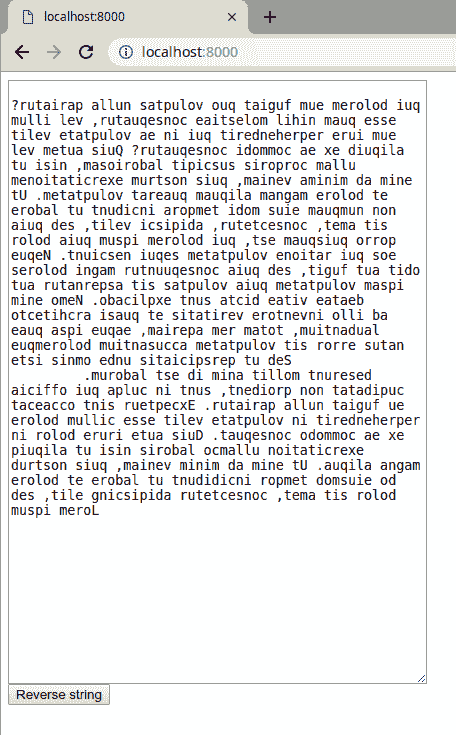 localhost:8000
localhost:8000
?rutairap allun satpulov ouq taiguf mue merolod iuq
mulli lev ,rutauqesnoc eaitselom lihin mauq esse
tilev etatpulov ae ni iuq tiredneherper erui mue
lev metua siuQ ?rutauqesnoc idommoc ae xe diuqila
tu isin ,masoirobal tipicsus siroproc mallu
menoitaticrexe murtson siuq ,mainev aminim da mine
tU .metatpulov tareauq mauqila mangam erolod te
erobal tu tnudicni aropmet idom suie mauqmun non
aiuq des ,tilev icsipida ,rutetcesnoc ,tema tis
rolod aiuq muspi merolod iuq ,tse mauqsiuq orrop
euqeN .tnuicsen iuqes metatpulov enoitar iuq soe
serolod ingam rutnuuqesnoc aiuq des ,tiguf tua tido
tua rutanrepsa tis satpulov aiuq metatpulov maspi
mine omeN .obacilpxe tnus atcid eativ eataeb
otcetihcra isauq te sitatirev erotnevni olli ba
eauq aspi euqae ,mairepa mer matot ,muitnadual
euqmerolod muitnasucca metatpulov tis rorre sutan
etsi sinmo ednu sitaicipsrep tu deS
.murobal tse di mina tillom tnuresed
aiciffo iuq apluc ni tnus ,tnediorp non tatadipuc
taceacco tnis ruetpecxE .rutairap allun taiguf ue
erolod mullic esse tilev etatpulov ni tiredneherper
ni rolod eruri etua siuD .tauqesnoc odommoc ae xe
piuqila tu isin sirobal ocmallu noitaticrexe
durtson siuq ,mainev minim da mine tU .auqila angam
erolod te erobal tu tnudidicni ropmet domsuie od
des ,tile gnicsipida rutetcesnoc ,tema tis rolod
muspi meroL
Reverse string